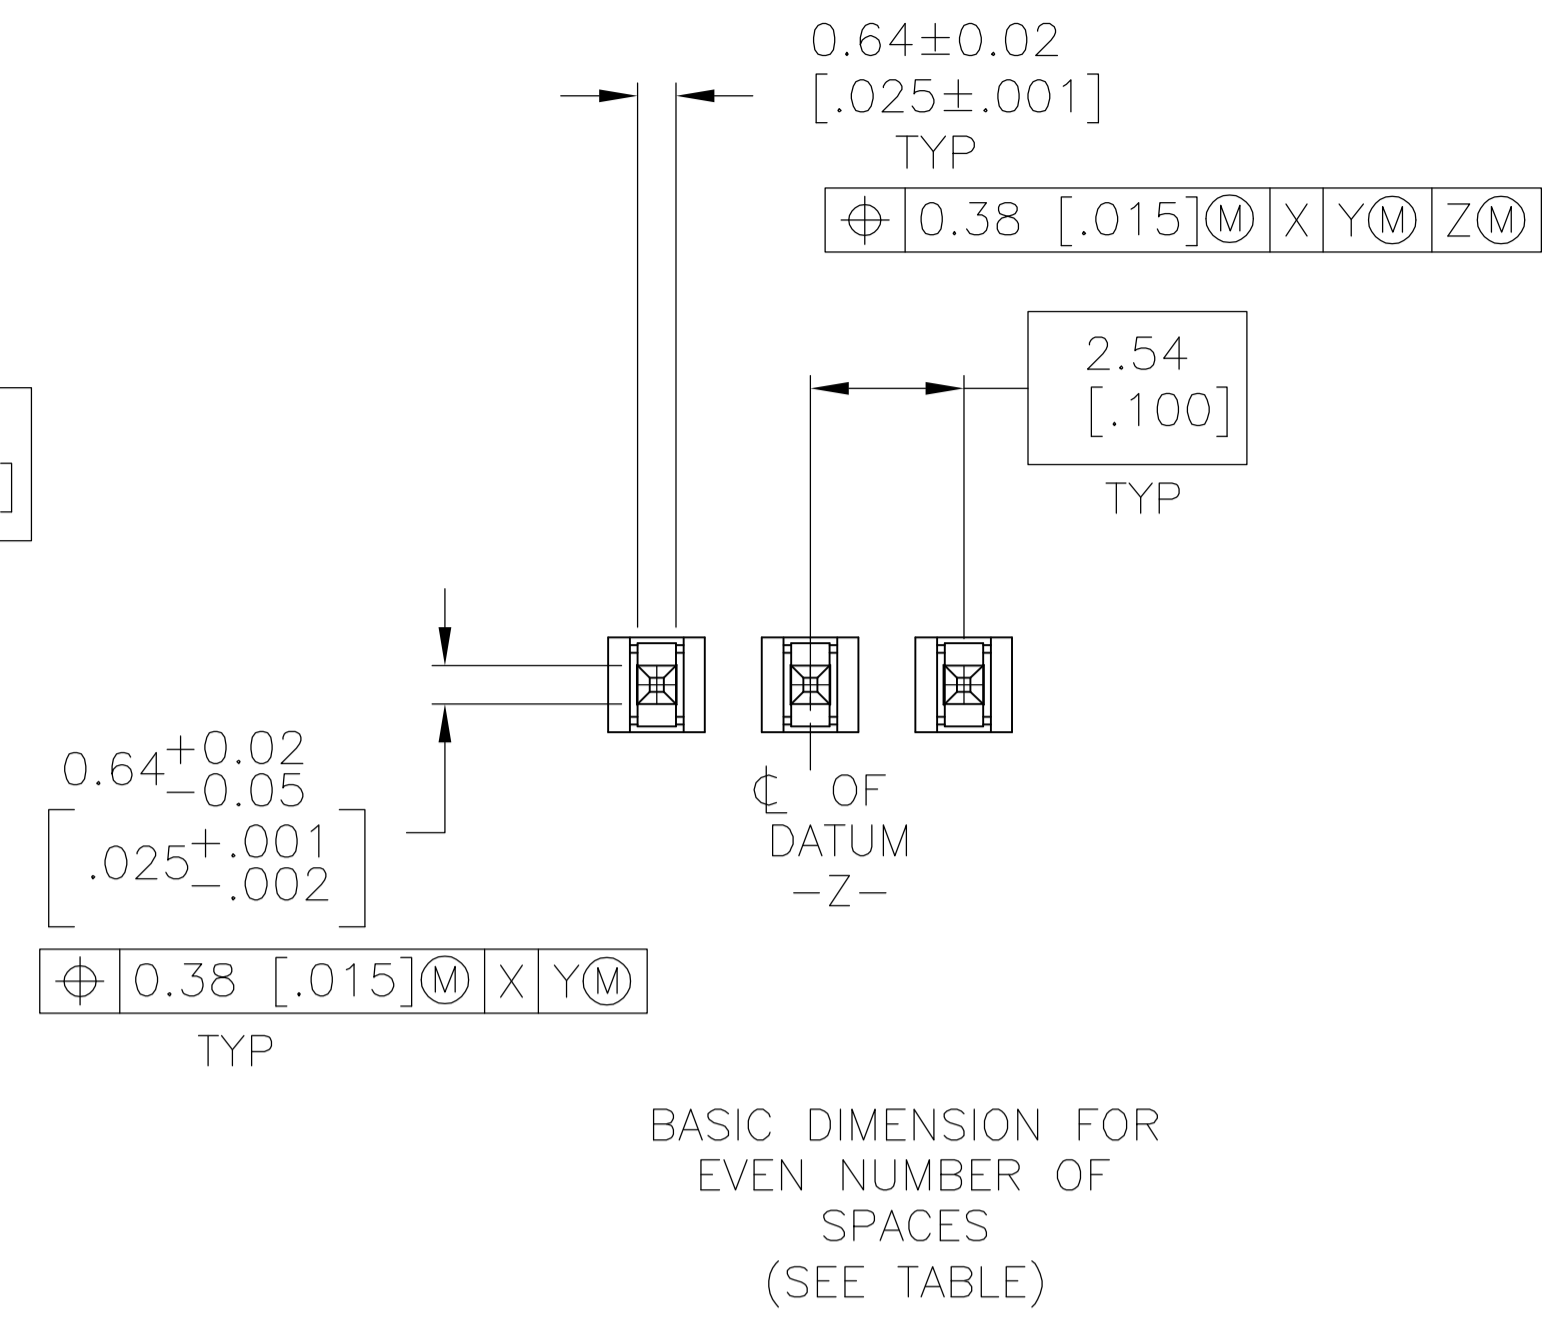 0.64±0.02
[.025±.001]
TYP
⌖ 0.38 [.015]Ⓜ X YⓂ ZⓂ
2.54
[.100]
TYP
0.64 +0.02
-0.05
[.025 +.001
-.002]
⌖ 0.38 [.015]Ⓜ X YⓂ
TYP
℄ OF
DATUM
-Z-
BASIC DIMENSION FOR
EVEN NUMBER OF
SPACES
(SEE TABLE)